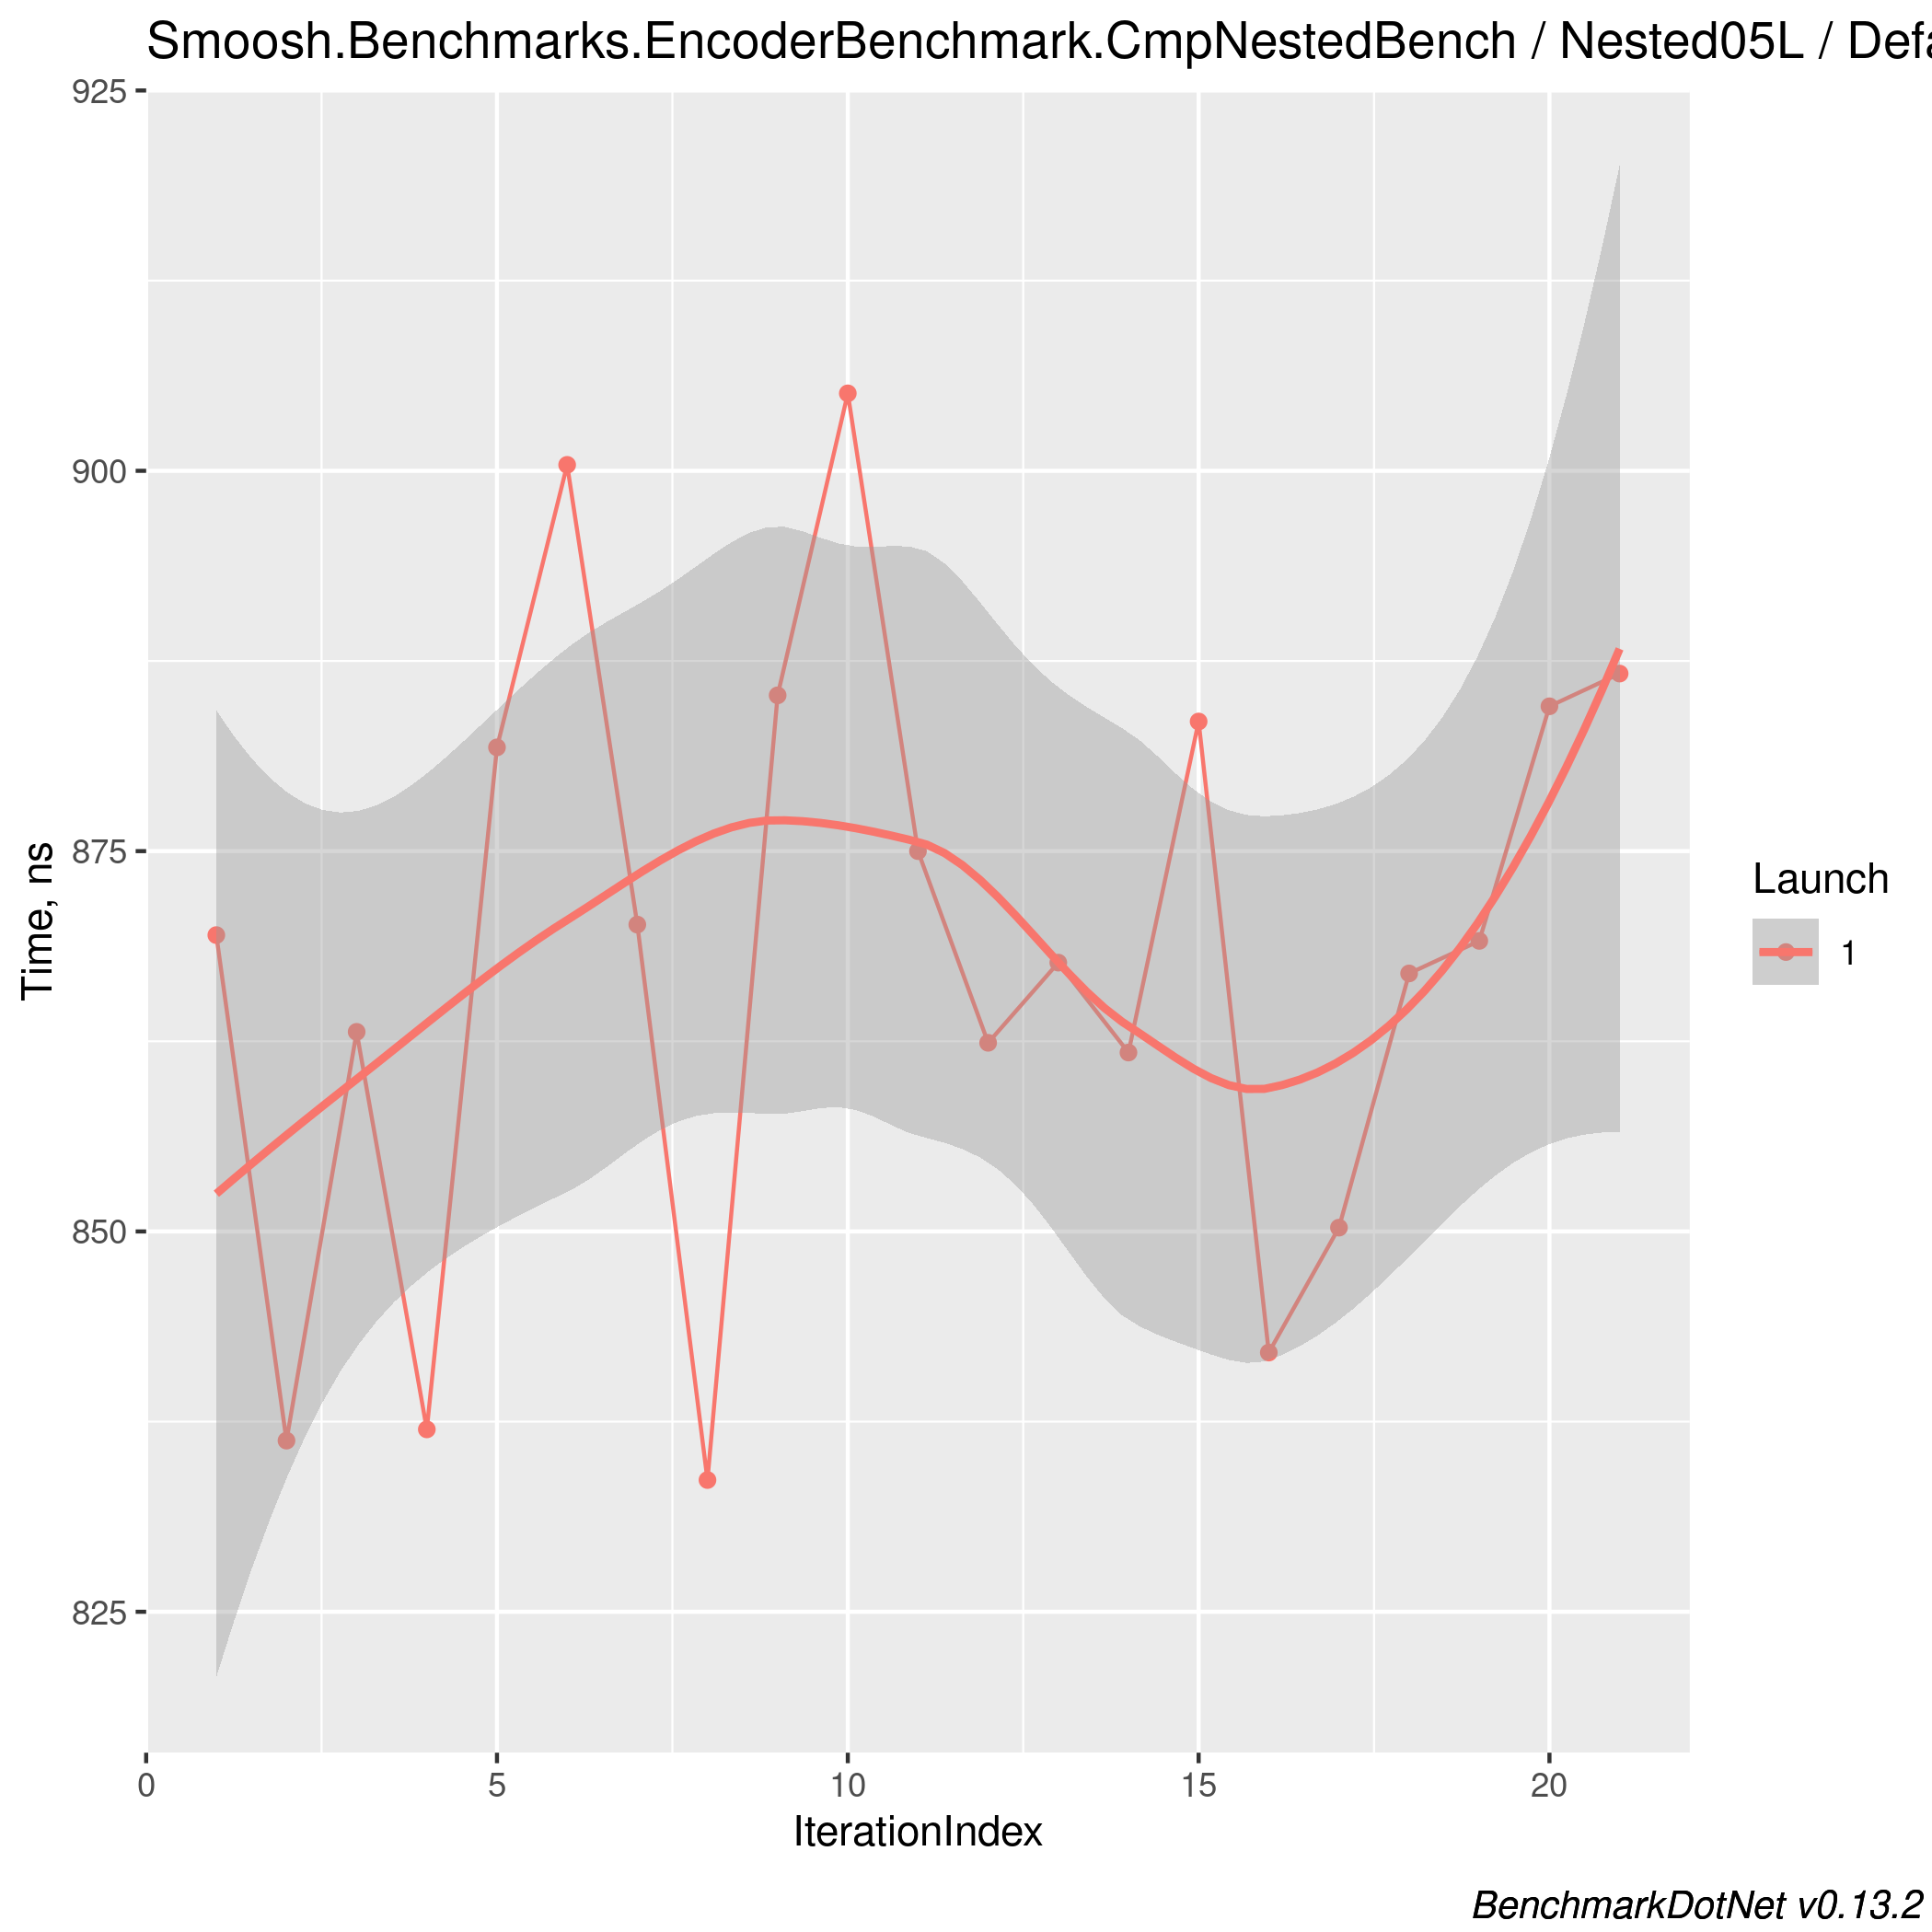 Smoosh.Benchmarks.EncoderBenchmark.CmpNestedBench / Nested05L / Defa
925
900
875
850
825
Time, ns
0 5 10 15 20
IterationIndex
Launch
1
BenchmarkDotNet v0.13.2